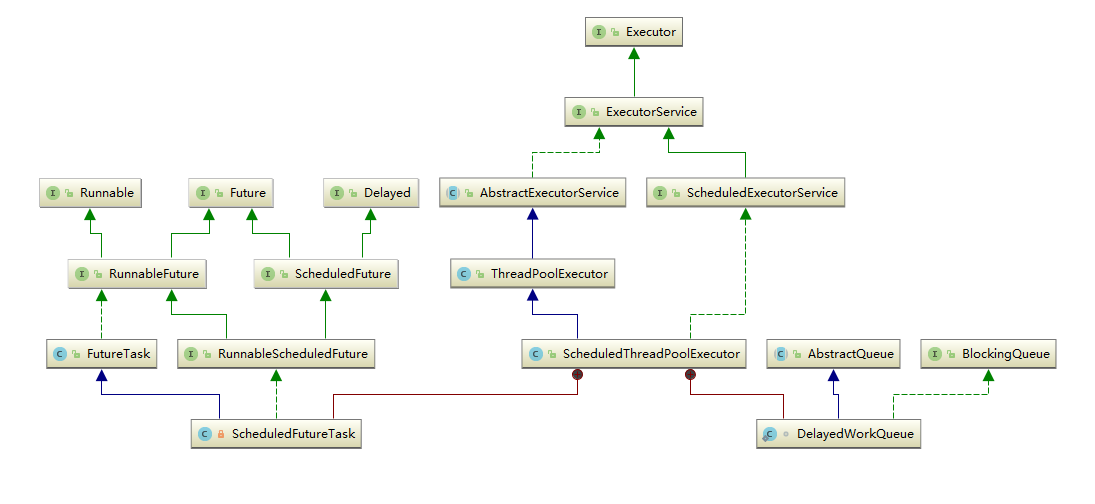 Executor
ExecutorService
Runnable
Future
Delayed
AbstractExecutorService
ScheduledExecutorService
RunnableFuture
ScheduledFuture
ThreadPoolExecutor
FutureTask
RunnableScheduledFuture
ScheduledThreadPoolExecutor
AbstractQueue
BlockingQueue
ScheduledFutureTask
DelayedWorkQueue